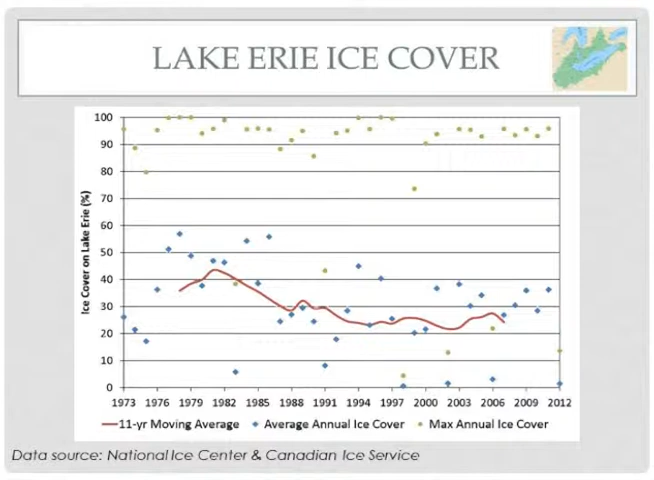 LAKE ERIE ICE COVER
Ice Cover on Lake Erie (%)
100
90
80
70
60
50
40
30
20
10
0
1973 1976 1979 1982 1985 1988 1991 1994 1997 2000 2003 2006 2009 2012
11-yr Moving Average Average Annual Ice Cover Max Annual Ice Cover
Data source: National Ice Center & Canadian Ice Service